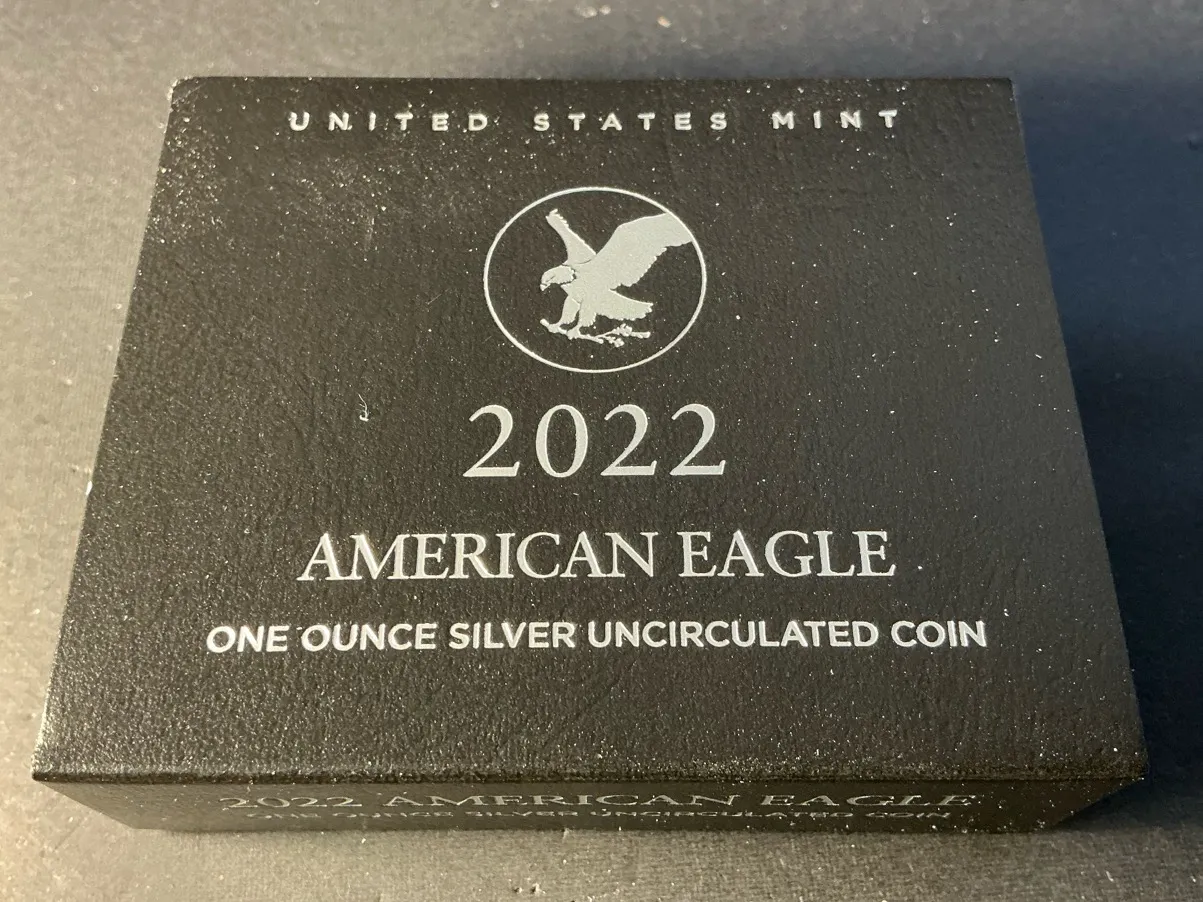 UNITED STATES MINT
2022
AMERICAN EAGLE
ONE OUNCE SILVER UNCIRCULATED COIN
2022 AMERICAN EAGLE
ONE OUNCE SILVER UNCIRCULATED COIN